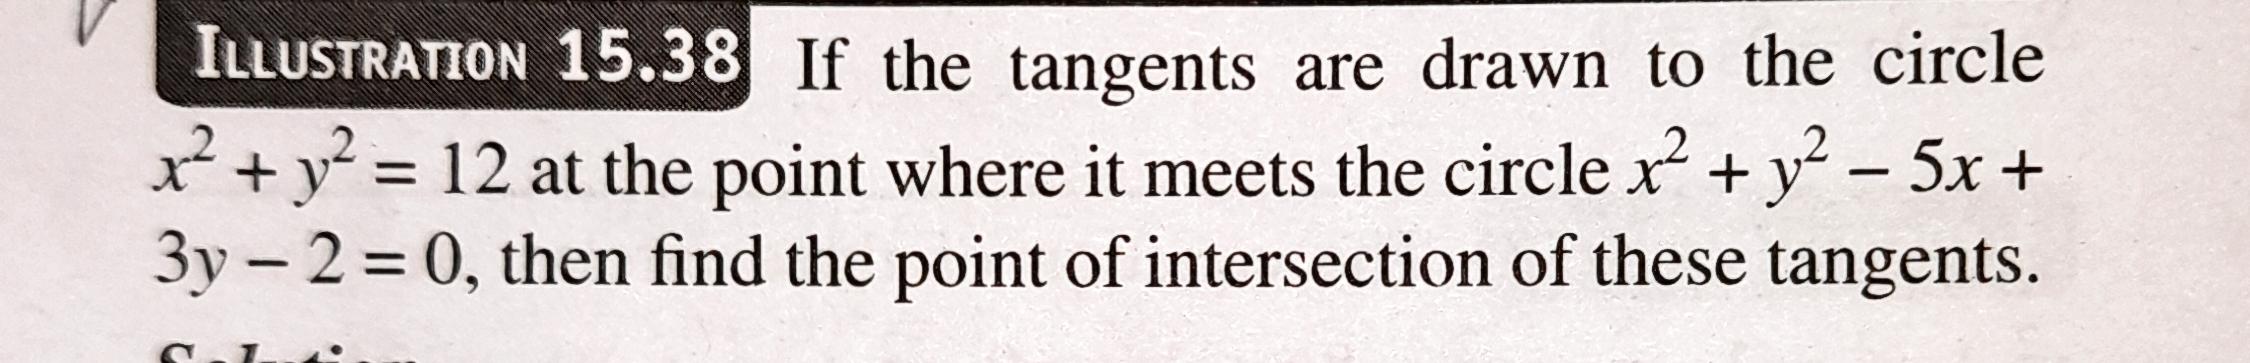 ILLUSTRATION 15.38 If the tangents are drawn to the circle
x² + y² = 12 at the point where it meets the circle x² + y² – 5x +
3y – 2 = 0, then find the point of intersection of these tangents.